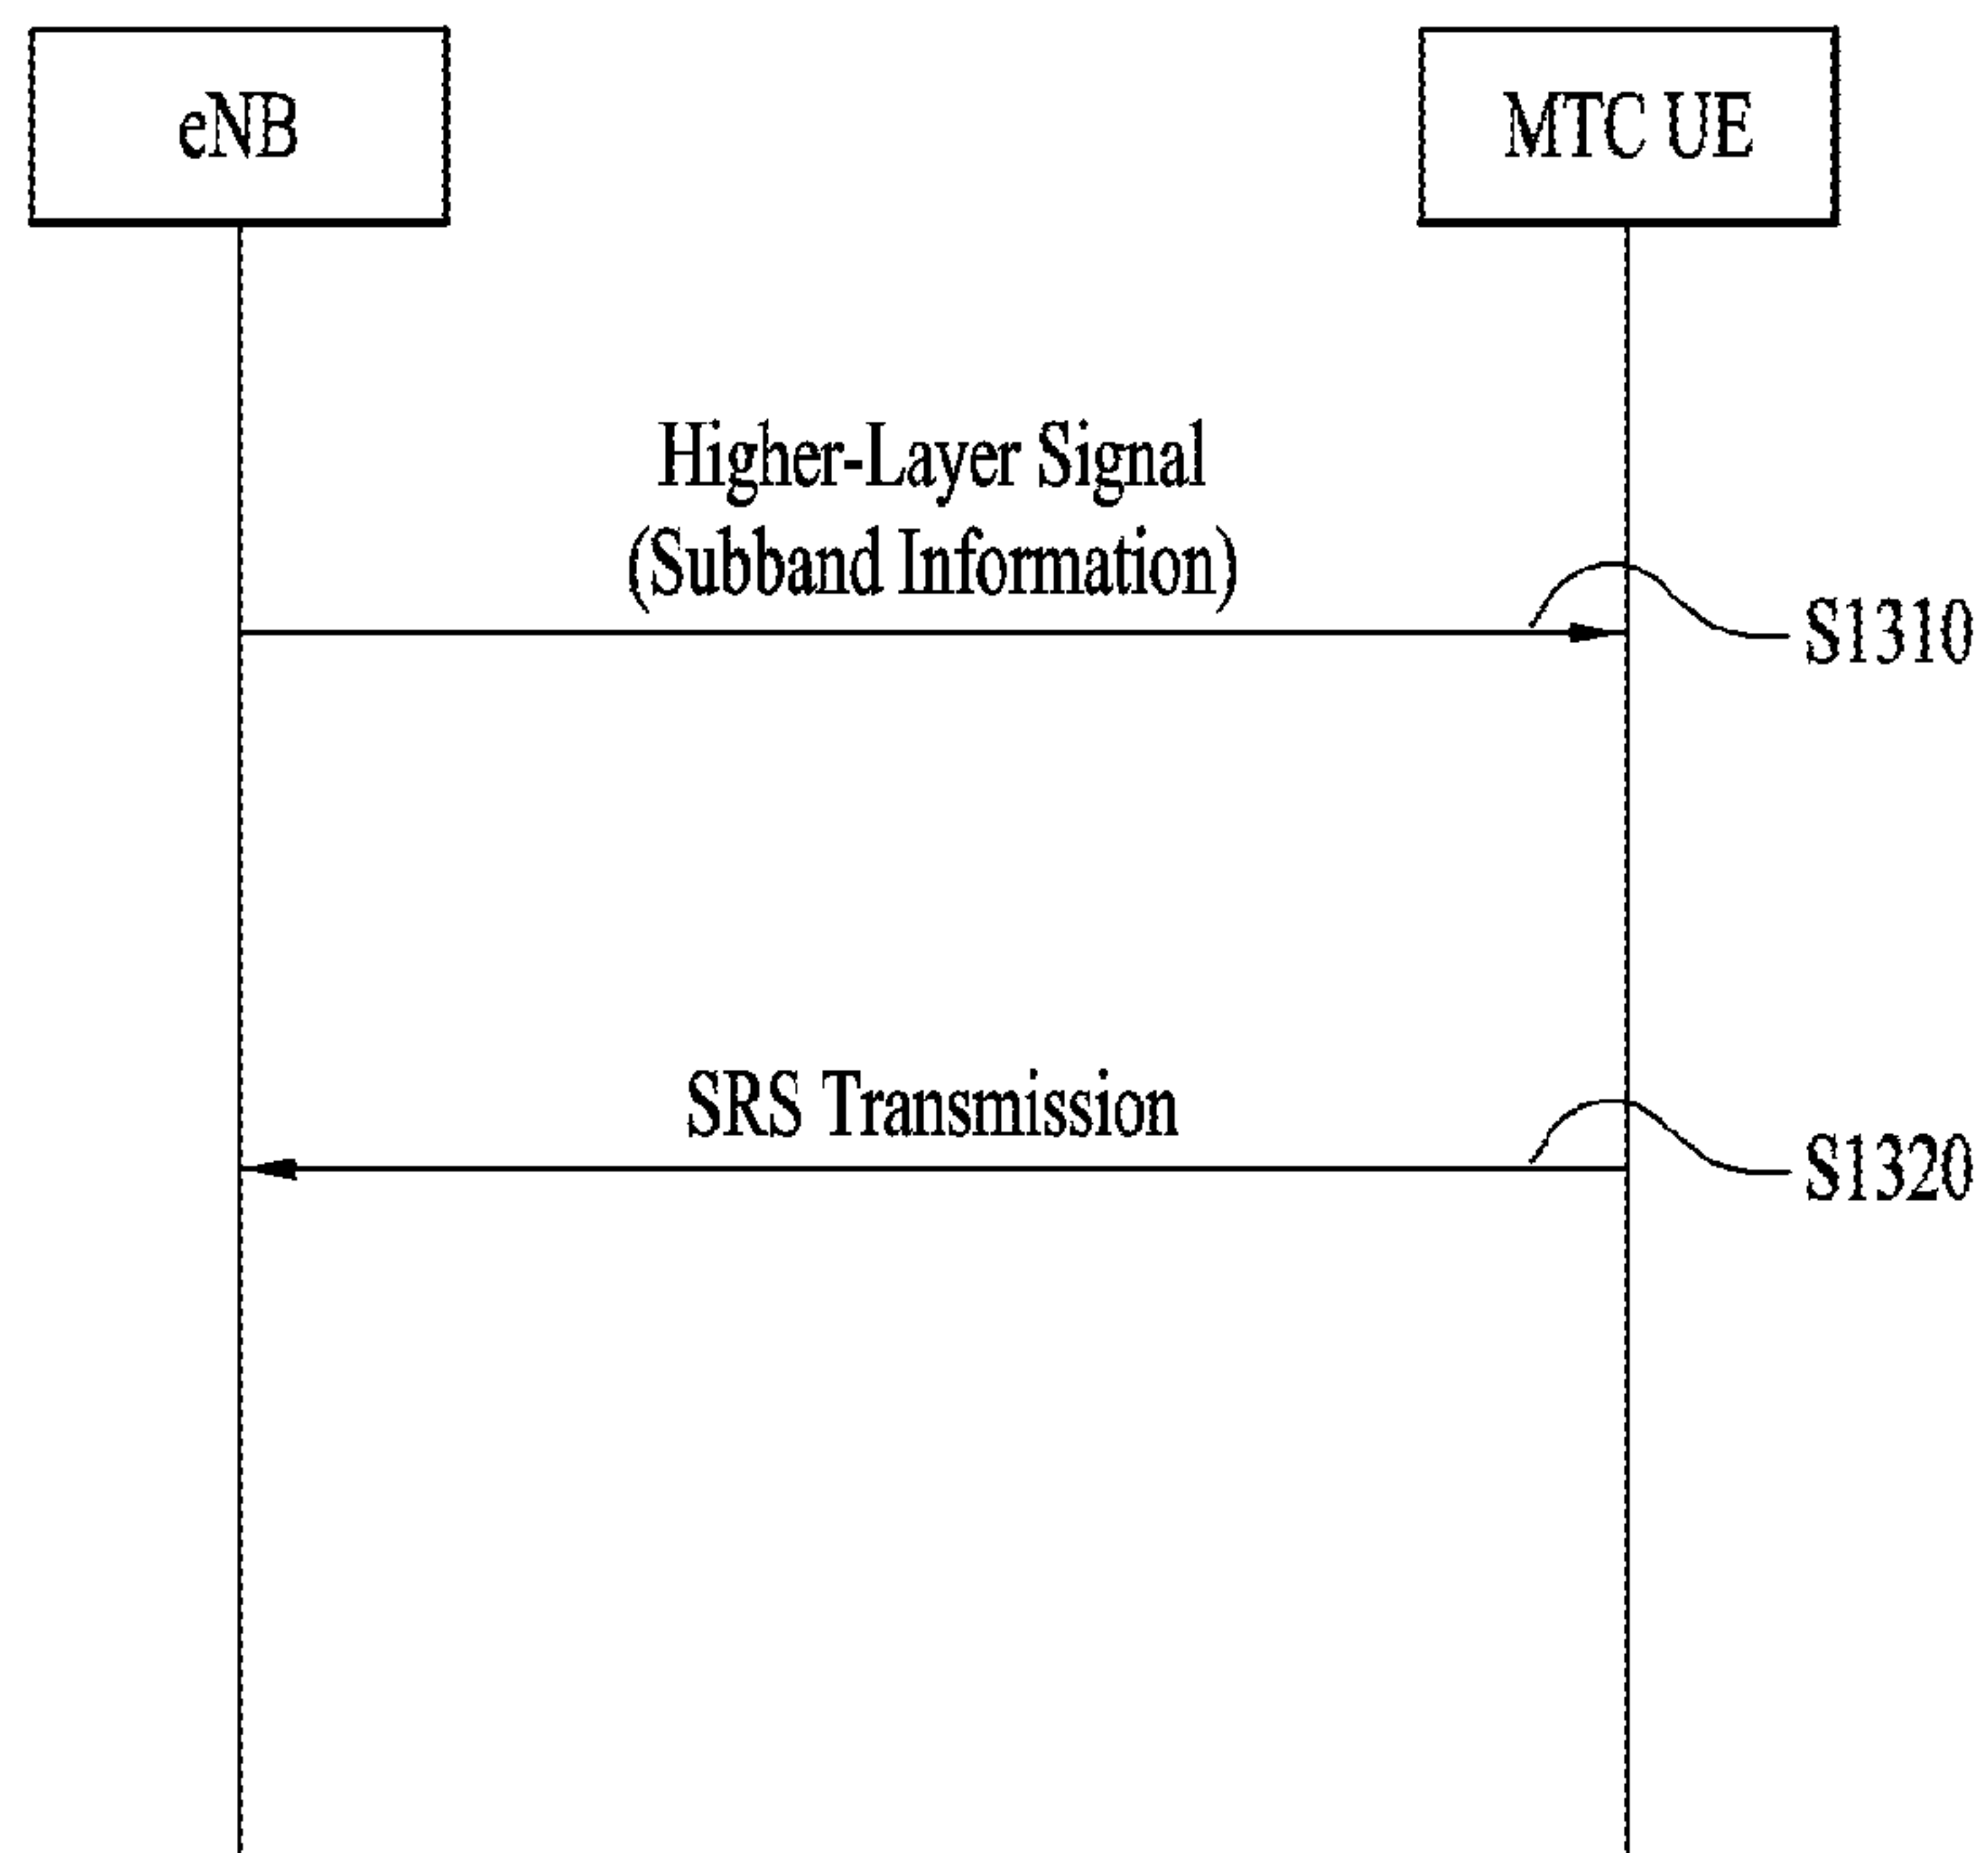 eNB
MTC UE
Higher-Layer Signal
(Subband Information)
S1310
SRS Transmission
S1320